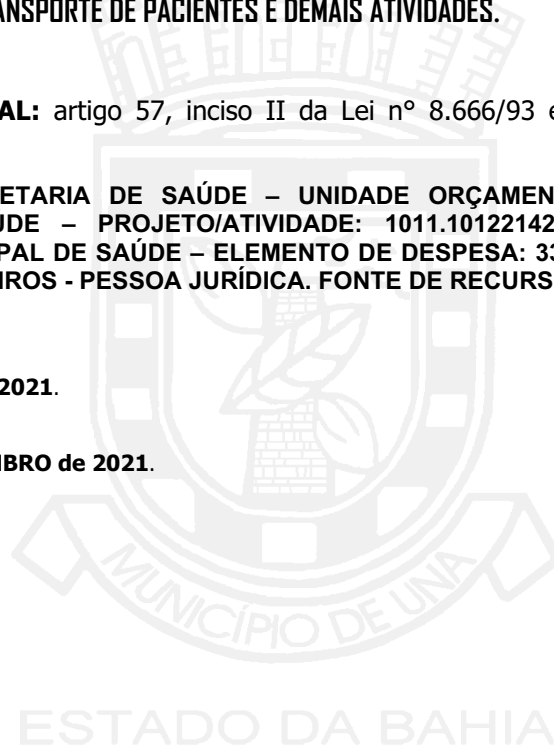 ANSPORTE DE PACIENTES E DEMAIS ATIVIDADES.
AL: artigo 57, inciso II da Lei n° 8.666/93 e
ETARIA DE SAÚDE – UNIDADE ORÇAMEN
ÚDE – PROJETO/ATIVIDADE: 1011.10122142
PAL DE SAÚDE – ELEMENTO DE DESPESA: 33
IROS - PESSOA JURÍDICA. FONTE DE RECURS
2021.
MBRO de 2021.
MUNICÍPIO DE UNA
ESTADO DA BAHIA